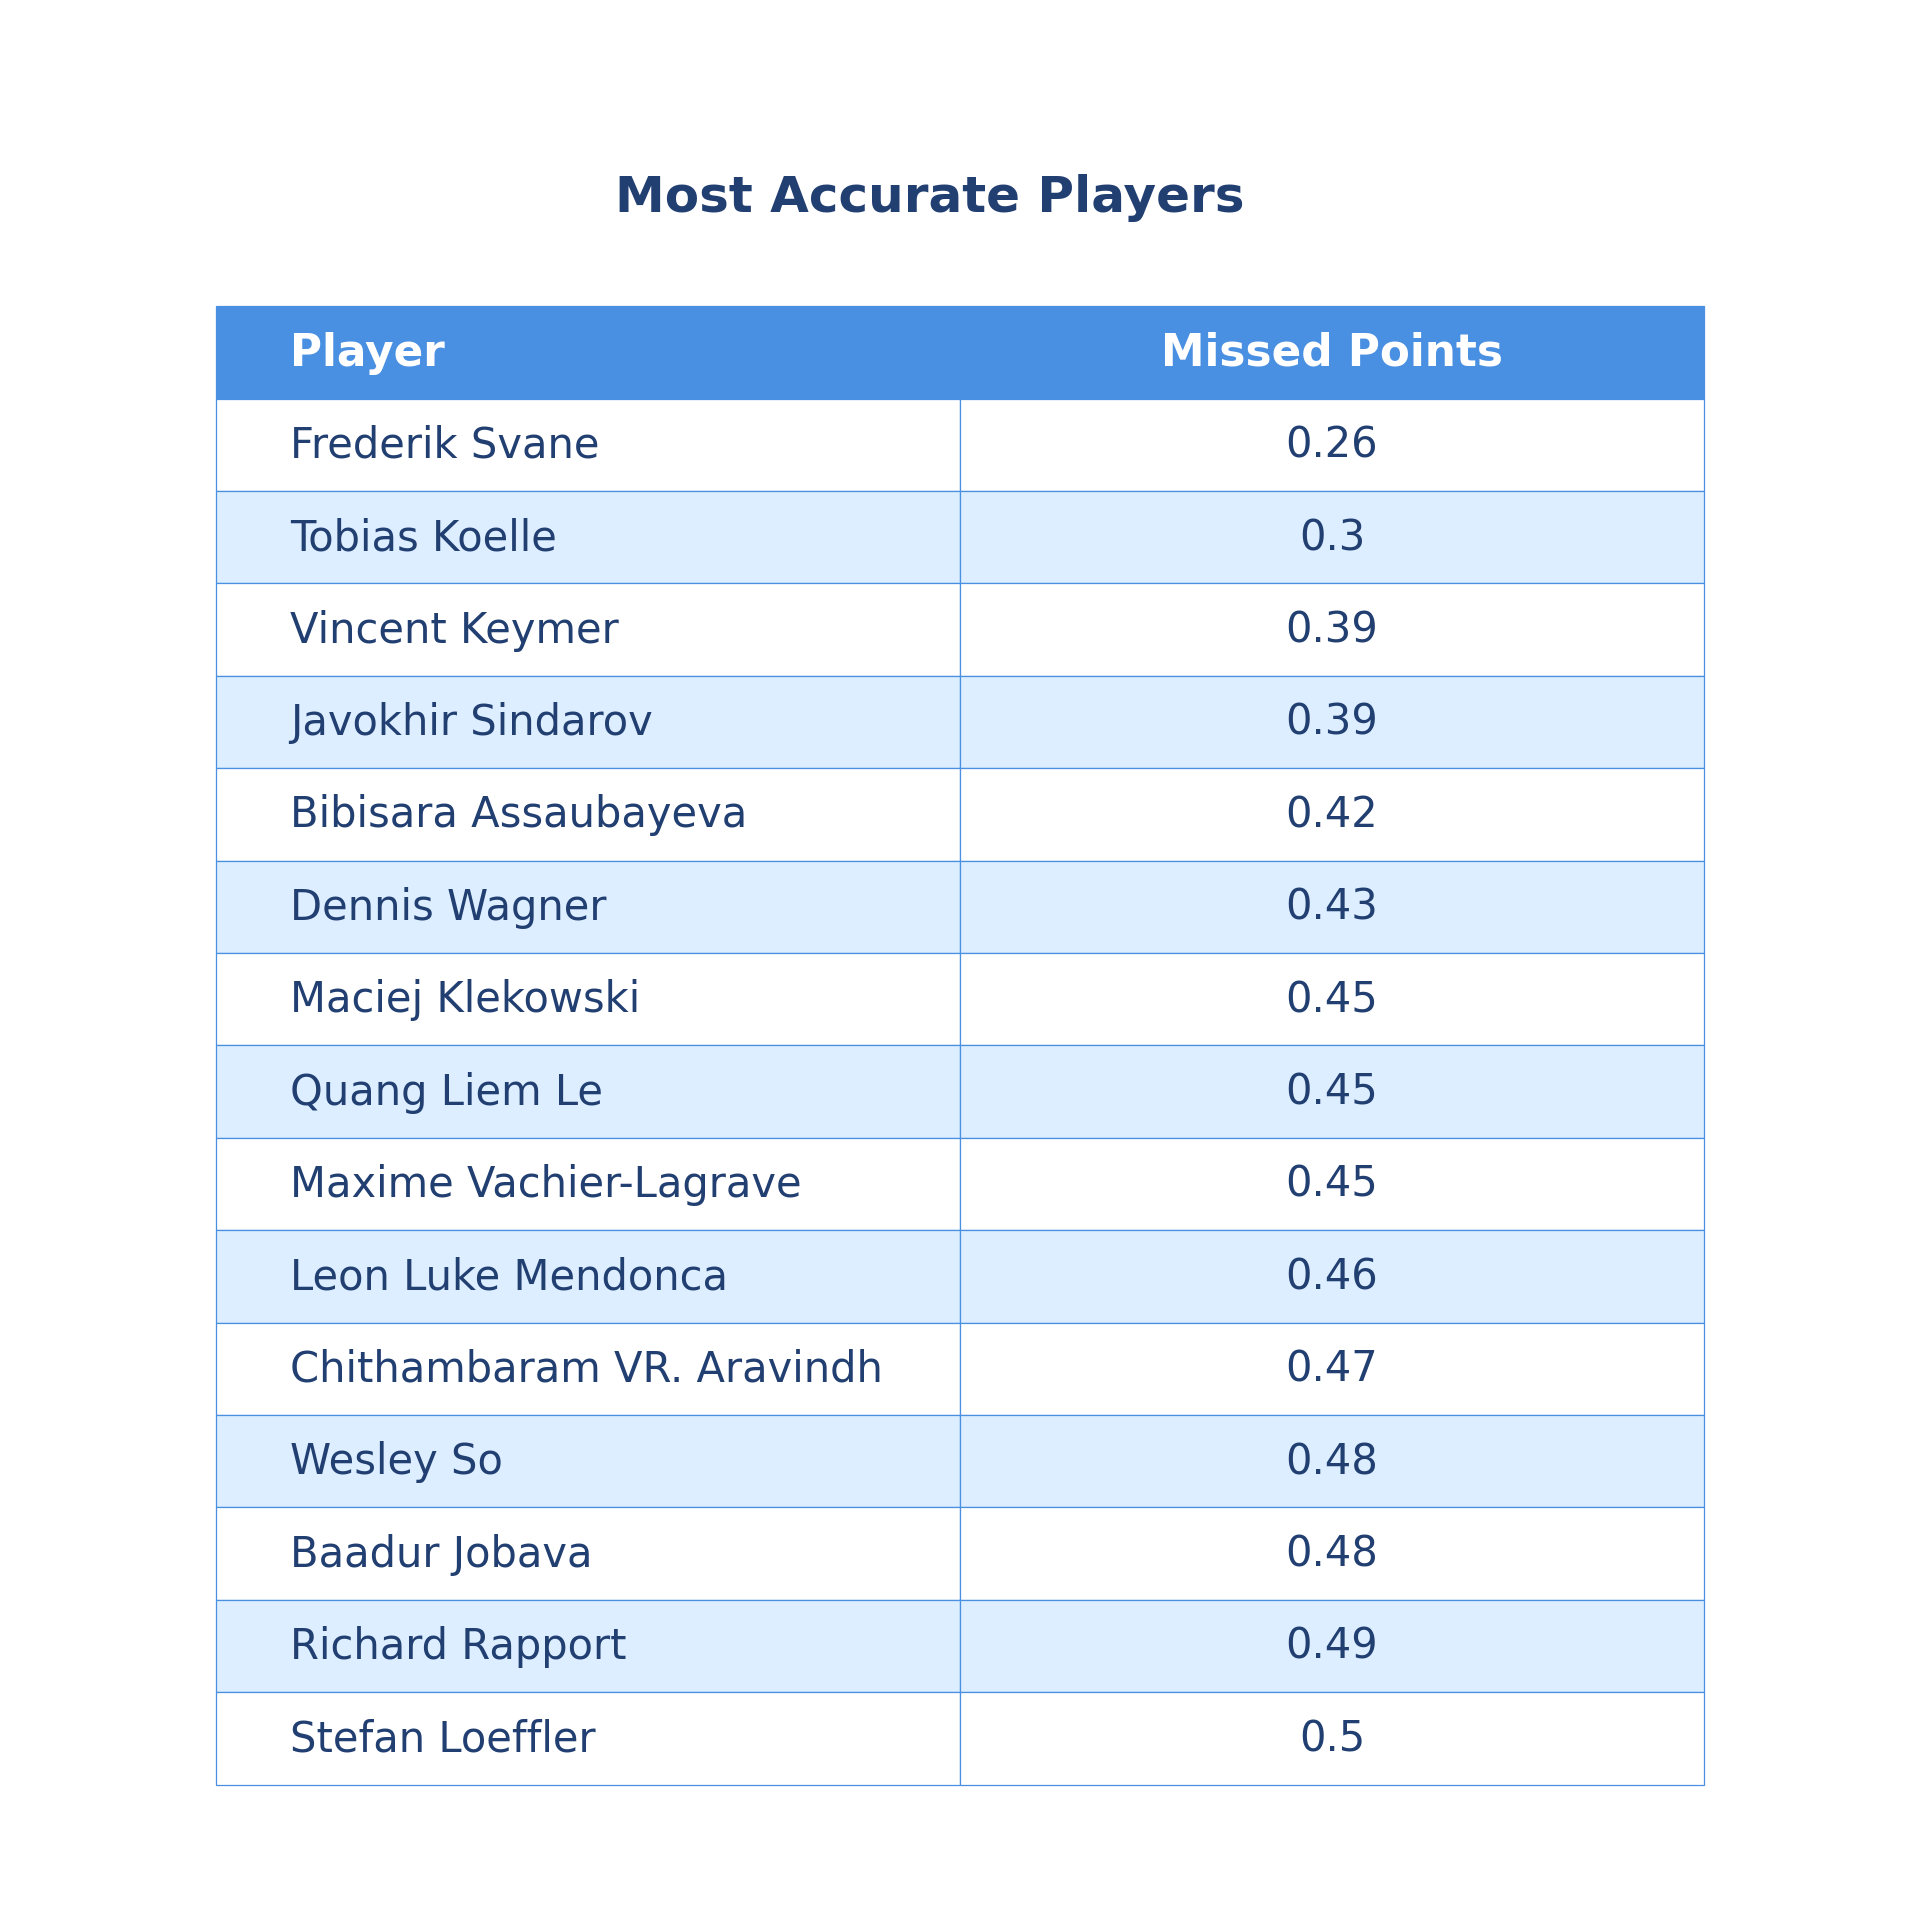 Most Accurate Players
Player Missed Points
Frederik Svane 0.26
Tobias Koelle 0.3
Vincent Keymer 0.39
Javokhir Sindarov 0.39
Bibisara Assaubayeva 0.42
Dennis Wagner 0.43
Maciej Klekowski 0.45
Quang Liem Le 0.45
Maxime Vachier-Lagrave 0.45
Leon Luke Mendonca 0.46
Chithambaram VR. Aravindh 0.47
Wesley So 0.48
Baadur Jobava 0.48
Richard Rapport 0.49
Stefan Loeffler 0.5